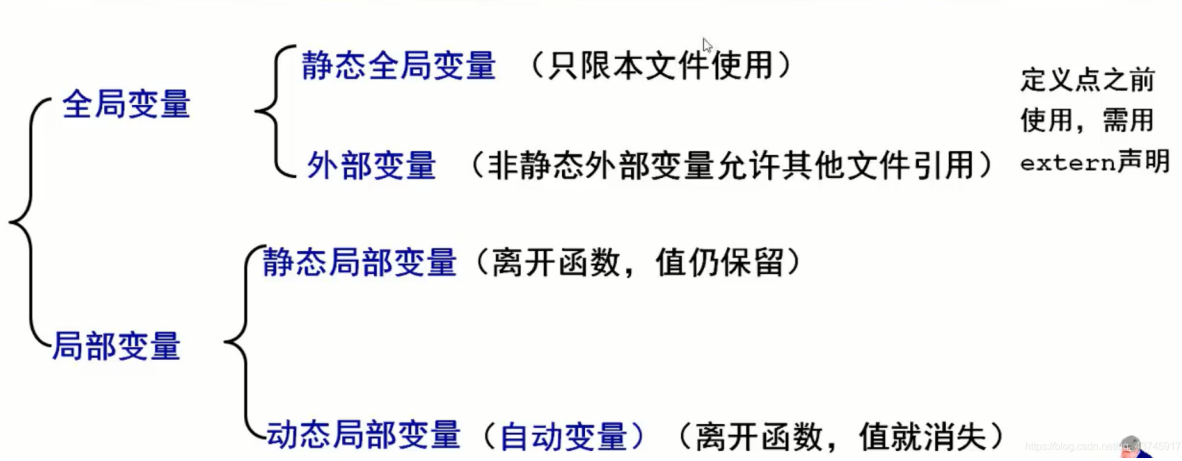 全局变量
静态全局变量 （只限本文件使用）
外部变量 （非静态外部变量允许其他文件引用）
定义点之前
使用，需用
extern声明
局部变量
静态局部变量（离开函数，值仍保留）
动态局部变量（自动变量）（离开函数，值就消失）